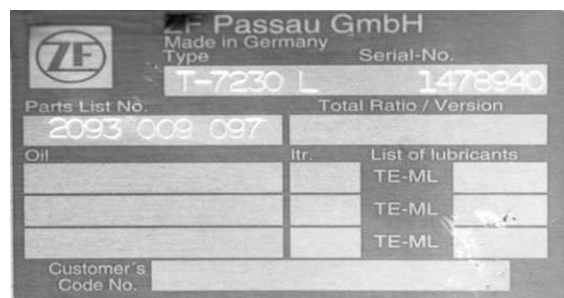 ZF
ZF Passau GmbH
Made in Germany
Type Serial-No.
T-7230 L 1478940
Parts List No. Total Ratio / Version
2093 009 097
Oil ltr. List of lubricants
TE-ML
TE-ML
TE-ML
Customer's
Code No.